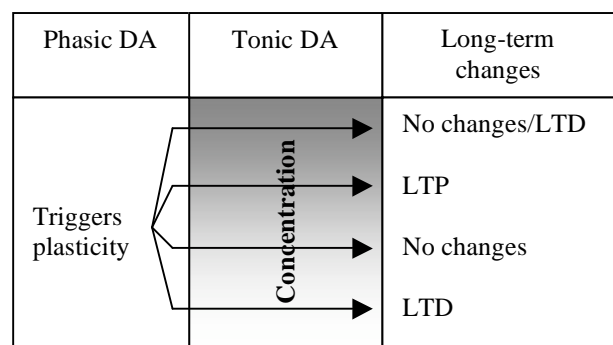 Phasic DA
Tonic DA
Long-term
changes
Triggers
plasticity
Concentration
No changes/LTD
LTP
No changes
LTD